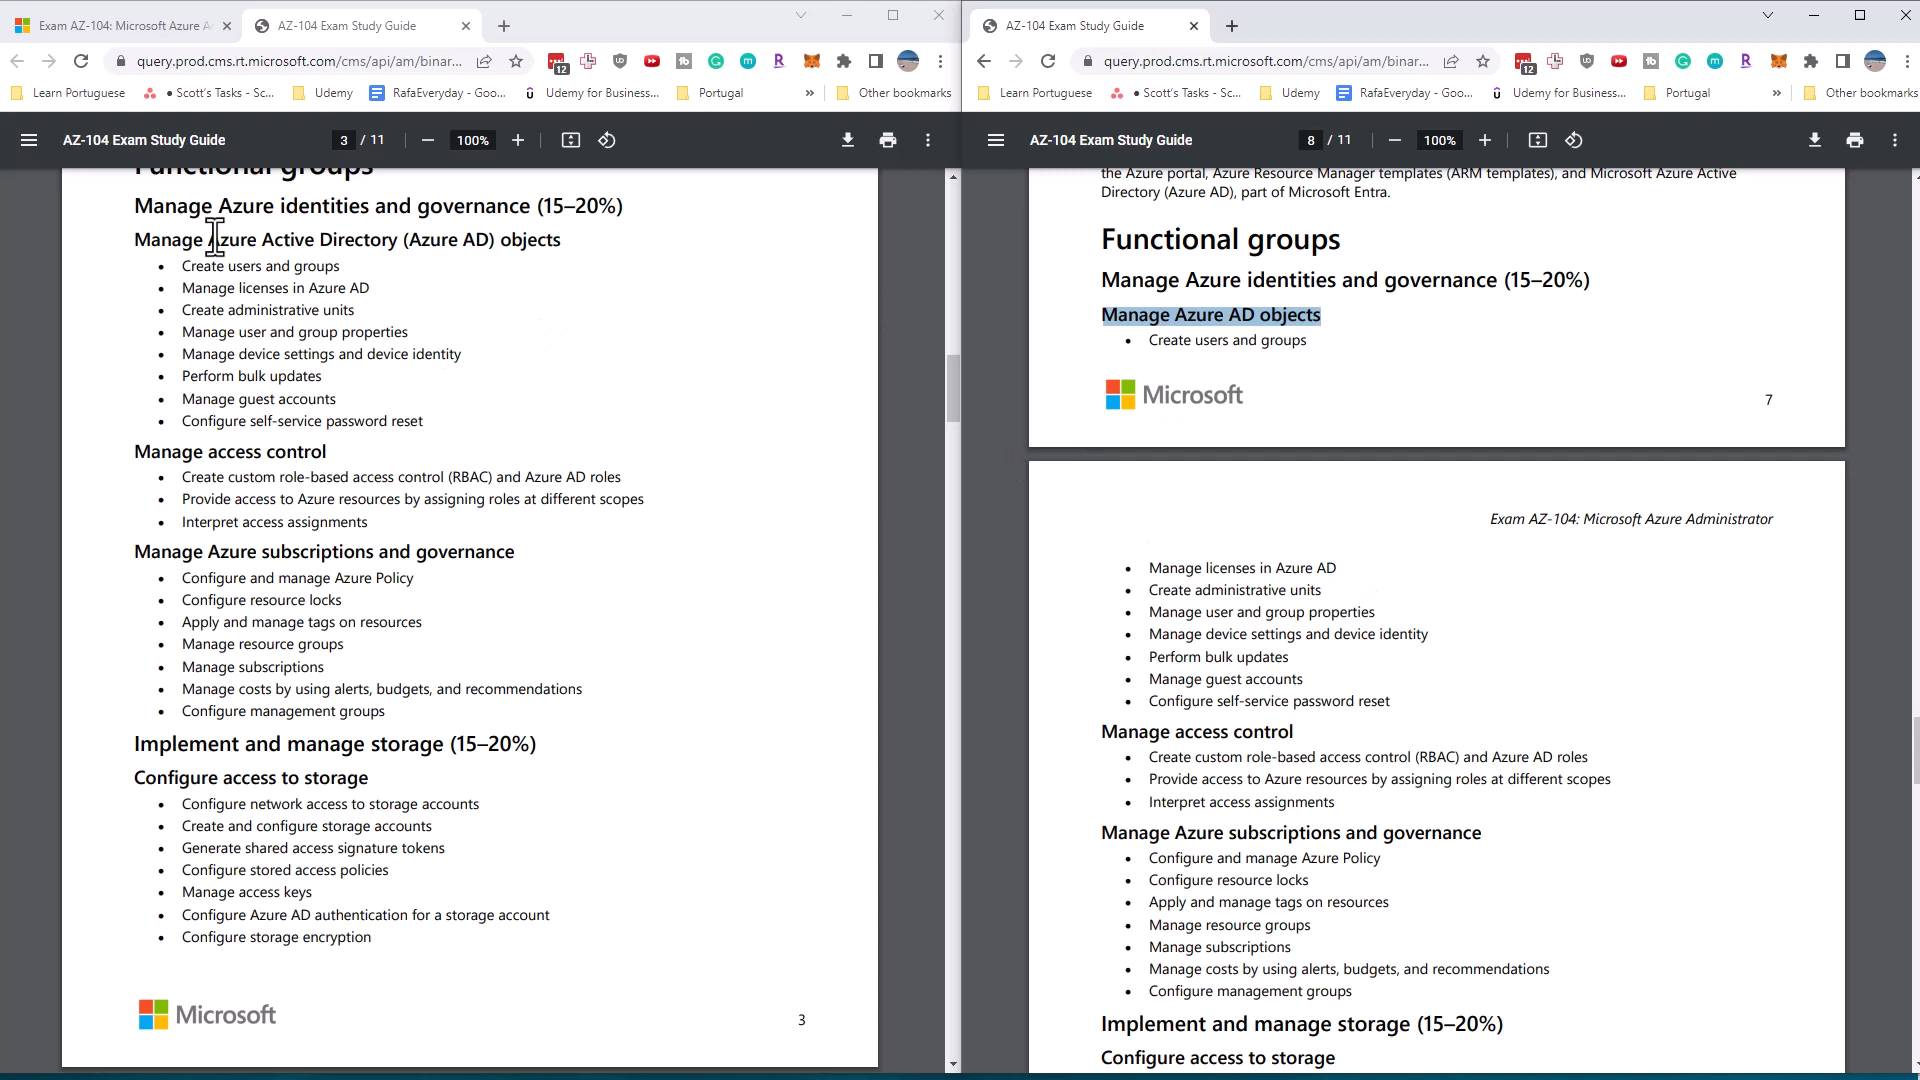 Exam AZ-104: Microsoft Azure A
AZ-104 Exam Study Guide
query.prod.cms.rt.microsoft.com/cms/api/am/binar...
12
Learn Portuguese
• Scott's Tasks - Sc...
Udemy
RafaEveryday - Goo...
Udemy for Business...
Portugal
»
Other bookmarks
AZ-104 Exam Study Guide
3 / 11
100%
Functional groups
Manage Azure identities and governance (15–20%)
Manage Azure Active Directory (Azure AD) objects
• Create users and groups
• Manage licenses in Azure AD
• Create administrative units
• Manage user and group properties
• Manage device settings and device identity
• Perform bulk updates
• Manage guest accounts
• Configure self-service password reset
Manage access control
• Create custom role-based access control (RBAC) and Azure AD roles
• Provide access to Azure resources by assigning roles at different scopes
• Interpret access assignments
Manage Azure subscriptions and governance
• Configure and manage Azure Policy
• Configure resource locks
• Apply and manage tags on resources
• Manage resource groups
• Manage subscriptions
• Manage costs by using alerts, budgets, and recommendations
• Configure management groups
Implement and manage storage (15–20%)
Configure access to storage
• Configure network access to storage accounts
• Create and configure storage accounts
• Generate shared access signature tokens
• Configure stored access policies
• Manage access keys
• Configure Azure AD authentication for a storage account
• Configure storage encryption
Microsoft
3
AZ-104 Exam Study Guide
query.prod.cms.rt.microsoft.com/cms/api/am/binar...
12
Learn Portuguese
• Scott's Tasks - Sc...
Udemy
RafaEveryday - Goo...
Udemy for Business...
Portugal
»
Other bookmarks
AZ-104 Exam Study Guide
8 / 11
100%
the Azure portal, Azure Resource Manager templates (ARM templates), and Microsoft Azure Active
Directory (Azure AD), part of Microsoft Entra.
Functional groups
Manage Azure identities and governance (15–20%)
Manage Azure AD objects
• Create users and groups
Microsoft
7
Exam AZ-104: Microsoft Azure Administrator
• Manage licenses in Azure AD
• Create administrative units
• Manage user and group properties
• Manage device settings and device identity
• Perform bulk updates
• Manage guest accounts
• Configure self-service password reset
Manage access control
• Create custom role-based access control (RBAC) and Azure AD roles
• Provide access to Azure resources by assigning roles at different scopes
• Interpret access assignments
Manage Azure subscriptions and governance
• Configure and manage Azure Policy
• Configure resource locks
• Apply and manage tags on resources
• Manage resource groups
• Manage subscriptions
• Manage costs by using alerts, budgets, and recommendations
• Configure management groups
Implement and manage storage (15–20%)
Configure access to storage